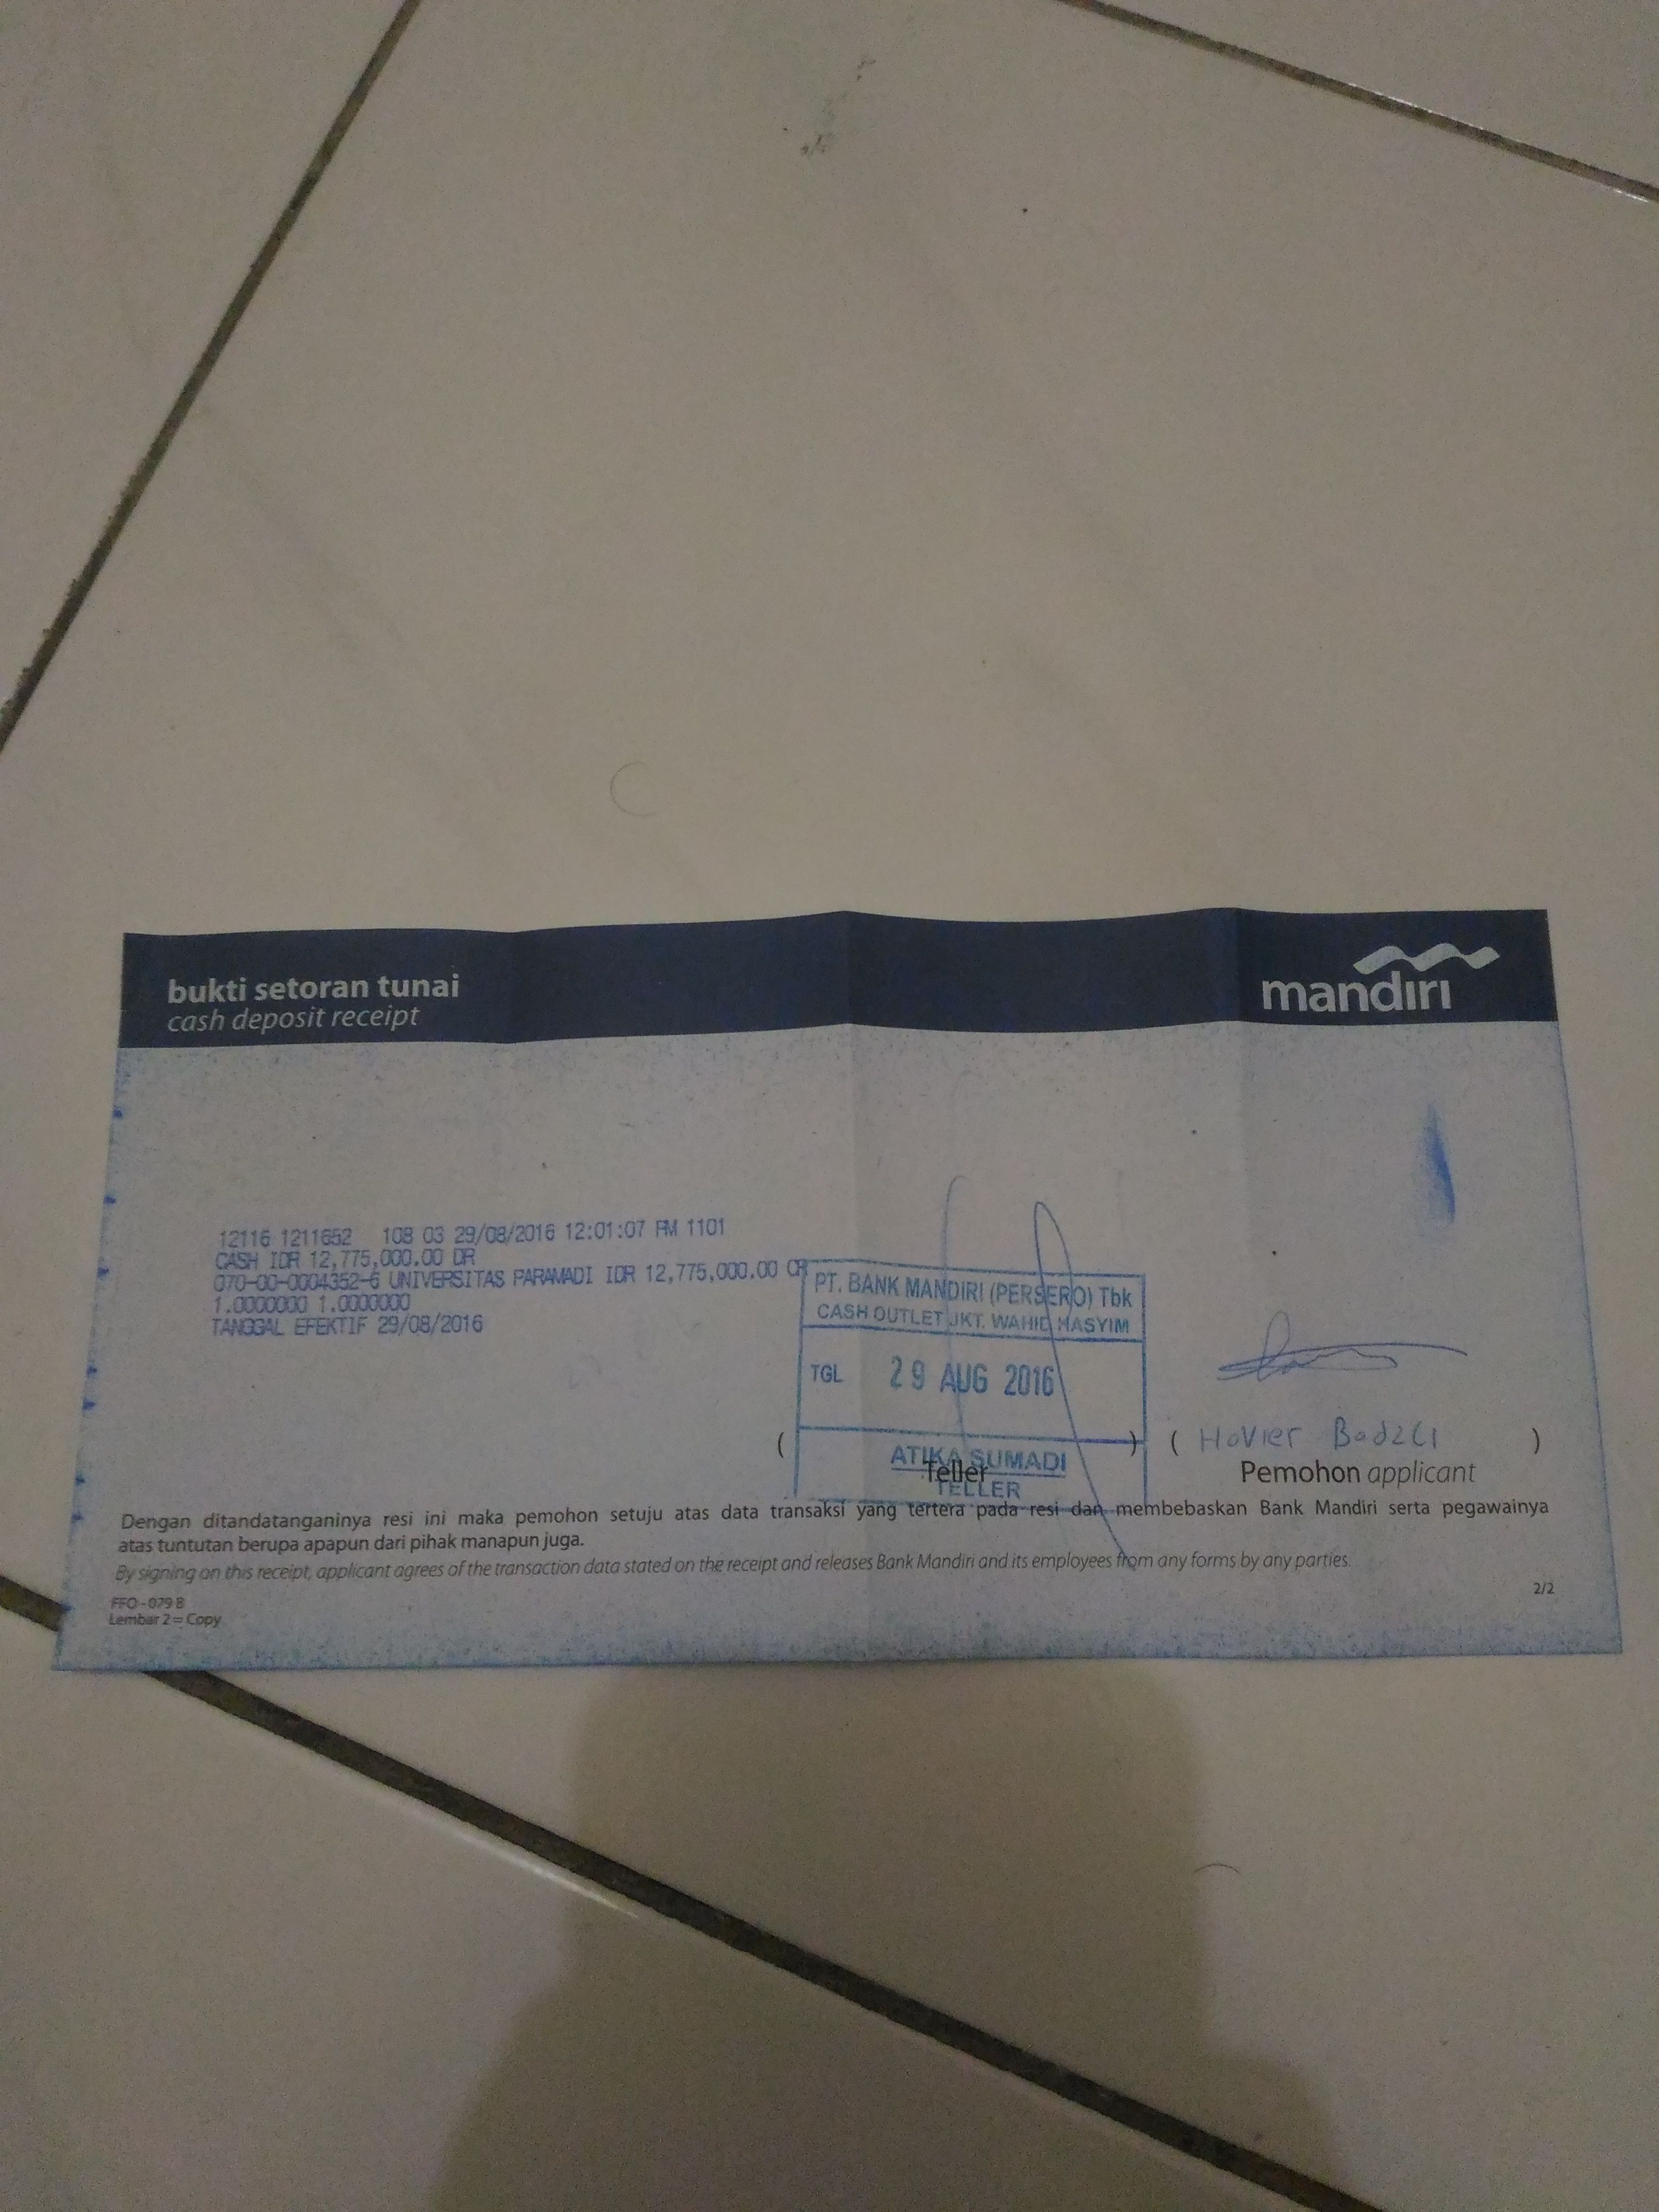 bukti setoran tunai
cash deposit receipt
mandiri
12116 1211652 108 03 29/08/2016 12:01:07 PM 1101
CASH IDR 12,775,000.00 DR
070-00-0004352-6 UNIVERSITAS PARAMADI IDR 12,775,000.00 CR
1.0000000 1.0000000
TANGGAL EFEKTIF 29/08/2016
PT. BANK MANDIRI (PERSERO) Tbk
CASH OUTLET JKT. WAHID HASYIM
TGL 29 AUG 2016
ATIKA SUMADI
TELLER
( )
Teller
( Hovier Badzli )
Pemohon applicant
Dengan ditandatanganinya resi ini maka pemohon setuju atas data transaksi yang tertera pada resi dan membebaskan Bank Mandiri serta pegawainya
atas tuntutan berupa apapun dari pihak manapun juga.
By signing on this receipt, applicant agrees of the transaction data stated on the receipt and releases Bank Mandiri and its employees from any forms by any parties.
FFO - 079 B
Lembar 2 = Copy
2/2